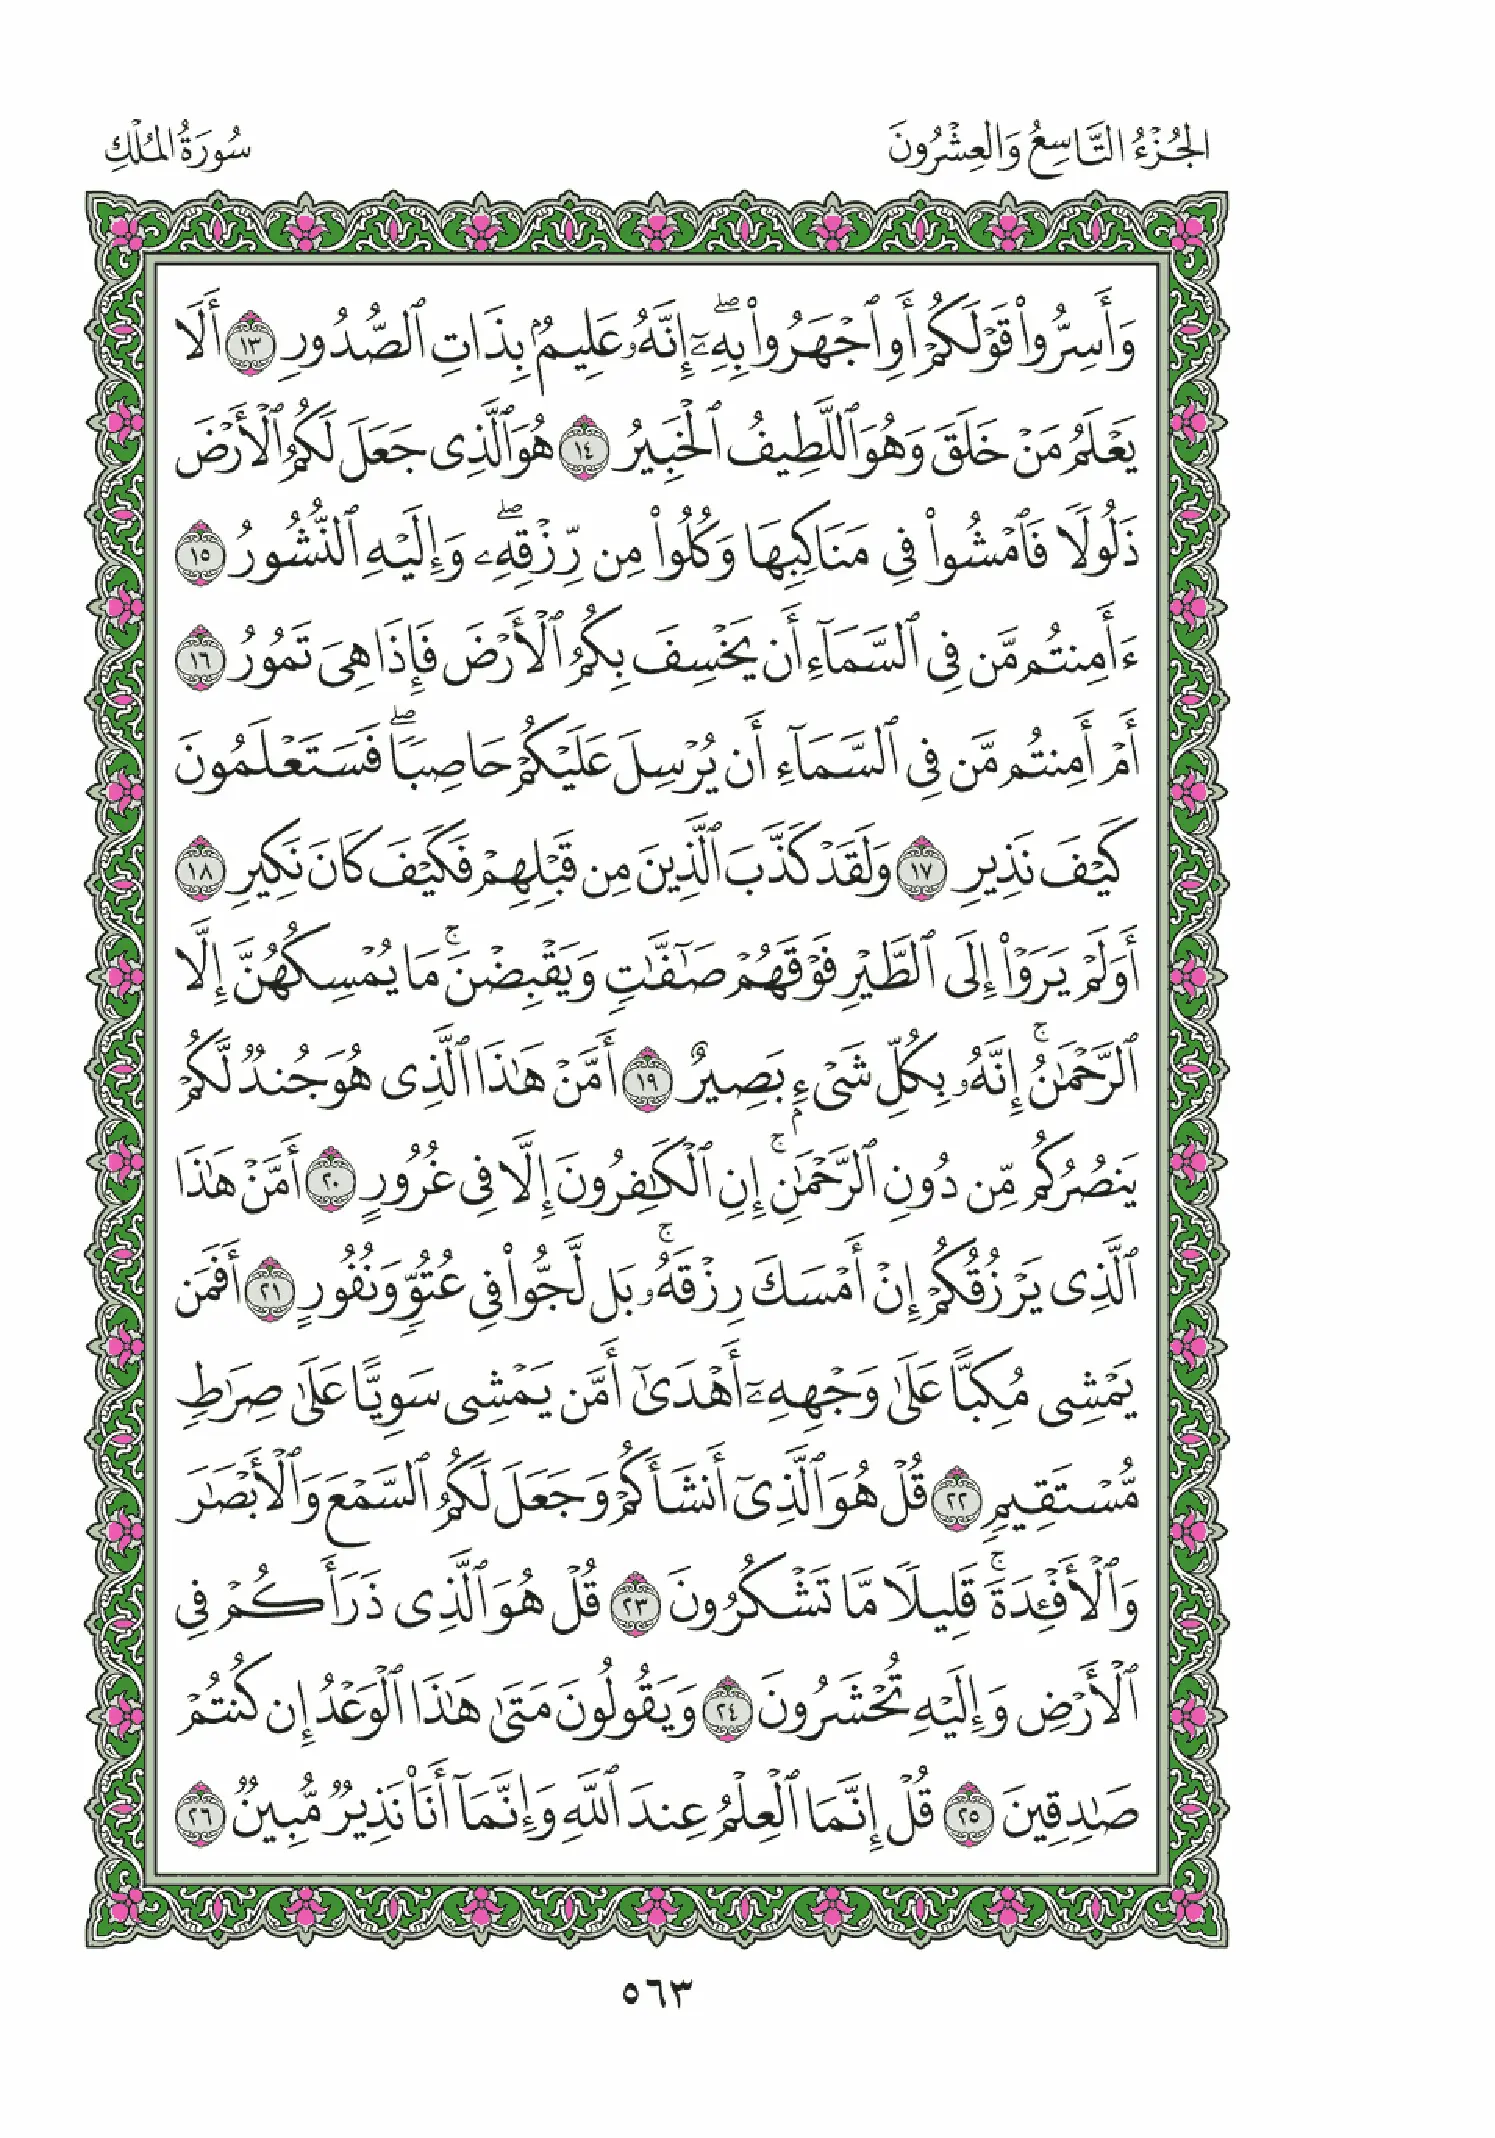 الجُزْءُ التَّاسِعُ وَالعِشْرُونَ
سُورَةُ المُلْكِ
وَأَسِرُّوا۟ قَوْلَكُمْ أَوِ ٱجْهَرُوا۟ بِهِۦٓ ۖ إِنَّهُۥ عَلِيمٌۢ بِذَاتِ ٱلصُّدُورِ ١٣ أَلَا
يَعْلَمُ مَنْ خَلَقَ وَهُوَ ٱللَّطِيفُ ٱلْخَبِيرُ ١٤ هُوَ ٱلَّذِى جَعَلَ لَكُمُ ٱلْأَرْضَ
ذَلُولًا فَٱمْشُوا۟ فِى مَنَاكِبِهَا وَكُلُوا۟ مِن رِّزْقِهِۦ ۖ وَإِلَيْهِ ٱلنُّشُورُ ١٥
ءَأَمِنتُم مَّن فِى ٱلسَّمَآءِ أَن يَخْسِفَ بِكُمُ ٱلْأَرْضَ فَإِذَا هِىَ تَمُورُ ١٦
أَمْ أَمِنتُم مَّن فِى ٱلسَّمَآءِ أَن يُرْسِلَ عَلَيْكُمْ حَاصِبًا ۖ فَسَتَعْلَمُونَ
كَيْفَ نَذِيرِ ١٧ وَلَقَدْ كَذَّبَ ٱلَّذِينَ مِن قَبْلِهِمْ فَكَيْفَ كَانَ نَكِيرِ ١٨
أَوَلَمْ يَرَوْا۟ إِلَى ٱلطَّيْرِ فَوْقَهُمْ صَـٰٓفَّـٰتٍ وَيَقْبِضْنَ ۚ مَا يُمْسِكُهُنَّ إِلَّا
ٱلرَّحْمَـٰنُ ۚ إِنَّهُۥ بِكُلِّ شَىْءٍۭ بَصِيرٌ ١٩ أَمَّنْ هَـٰذَا ٱلَّذِى هُوَ جُندٌ لَّكُمْ
يَنصُرُكُم مِّن دُونِ ٱلرَّحْمَـٰنِ ۚ إِنِ ٱلْكَـٰفِرُونَ إِلَّا فِى غُرُورٍ ٢٠ أَمَّنْ هَـٰذَا
ٱلَّذِى يَرْزُقُكُمْ إِنْ أَمْسَكَ رِزْقَهُۥ ۚ بَل لَّجُّوا۟ فِى عُتُوٍّ وَنُفُورٍ ٢١ أَفَمَن
يَمْشِى مُكِبًّا عَلَىٰ وَجْهِهِۦٓ أَهْدَىٰٓ أَمَّن يَمْشِى سَوِيًّا عَلَىٰ صِرَٰطٍ
مُّسْتَقِيمٍ ٢٢ قُلْ هُوَ ٱلَّذِىٓ أَنشَأَكُمْ وَجَعَلَ لَكُمُ ٱلسَّمْعَ وَٱلْأَبْصَـٰرَ
وَٱلْأَفْـِٔدَةَ ۚ قَلِيلًا مَّا تَشْكُرُونَ ٢٣ قُلْ هُوَ ٱلَّذِى ذَرَأَكُمْ فِى
ٱلْأَرْضِ وَإِلَيْهِ تُحْشَرُونَ ٢٤ وَيَقُولُونَ مَتَىٰ هَـٰذَا ٱلْوَعْدُ إِن كُنتُمْ
صَـٰدِقِينَ ٢٥ قُلْ إِنَّمَا ٱلْعِلْمُ عِندَ ٱللَّهِ وَإِنَّمَآ أَنَا۠ نَذِيرٌ مُّبِينٌ ٢٦
٥٦٣